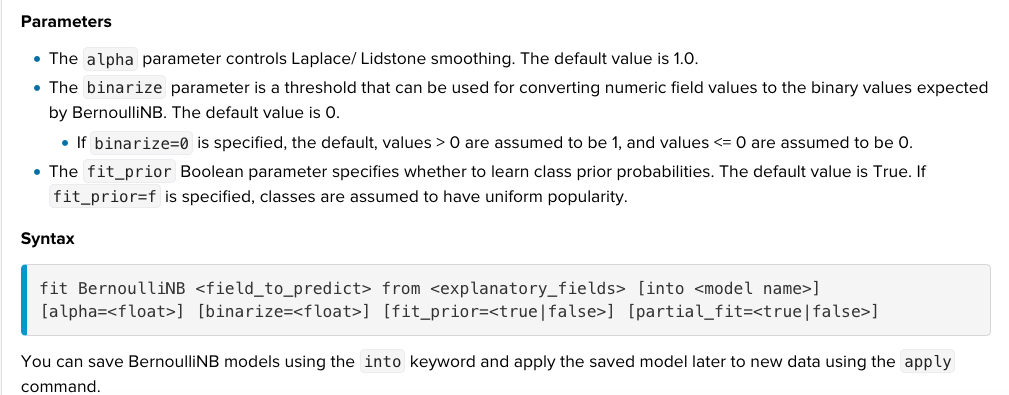 Parameters
• The alpha parameter controls Laplace/ Lidstone smoothing. The default value is 1.0.
• The binarize parameter is a threshold that can be used for converting numeric field values to the binary values expected
by BernoulliNB. The default value is 0.
• If binarize=0 is specified, the default, values > 0 are assumed to be 1, and values <= 0 are assumed to be 0.
• The fit_prior Boolean parameter specifies whether to learn class prior probabilities. The default value is True. If
fit_prior=f is specified, classes are assumed to have uniform popularity.
Syntax
fit BernoulliNB <field_to_predict> from <explanatory_fields> [into <model name>]
[alpha=<float>] [binarize=<float>] [fit_prior=<true|false>] [partial_fit=<true|false>]
You can save BernoulliNB models using the into keyword and apply the saved model later to new data using the apply
command.